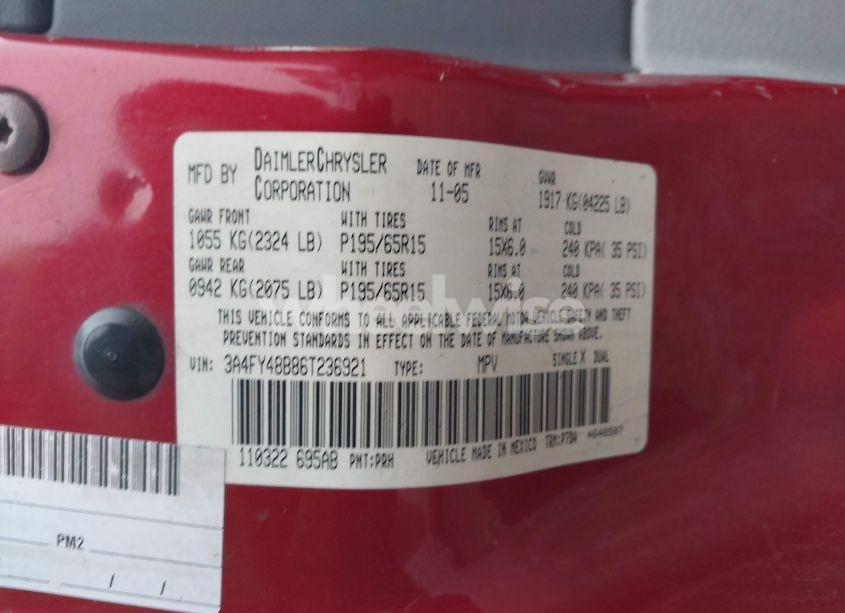 MFD BY DAIMLERCHRYSLER CORPORATION DATE OF MFR 11-05 GVWR 1917 KG(04225 LB)
GAWR FRONT WITH TIRES RIMS AT COLD
1055 KG(2324 LB) P195/65R15 15X6.0 240 KPA( 35 PSI)
GAWR REAR WITH TIRES RIMS AT COLD
0942 KG(2075 LB) P195/65R15 15X6.0 240 KPA( 35 PSI)
THIS VEHICLE CONFORMS TO ALL APPLICABLE FEDERAL MOTOR VEHICLE SAFETY AND THEFT
PREVENTION STANDARDS IN EFFECT ON THE DATE OF MANUFACTURE SHOWN ABOVE.
VIN: 3A4FY48B86T236921 TYPE: MPV SINGLE X DUAL
110322 695AB PNT:PRH VEHICLE MADE IN MEXICO TRM:P7DA 4648507
PM2
/ /